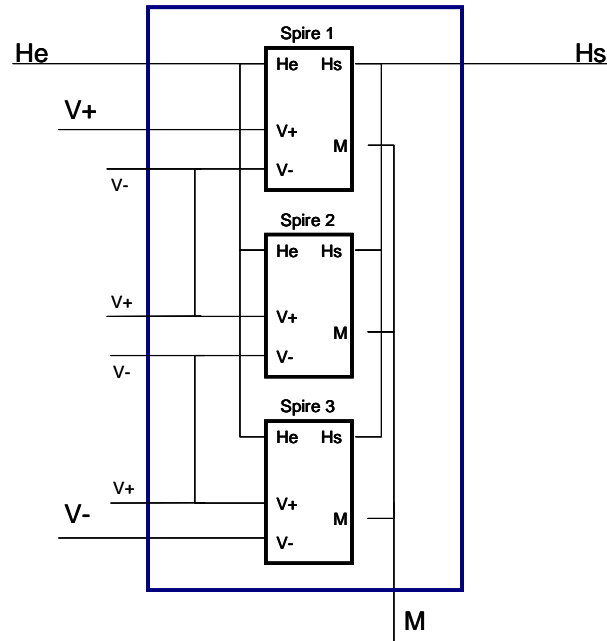 Spire 1
He Hs
He Hs
V+
V+
M
V-
V-
Spire 2
He Hs
V+
V+
M
V-
V-
Spire 3
He Hs
V+
V+
V-
M
V-
M